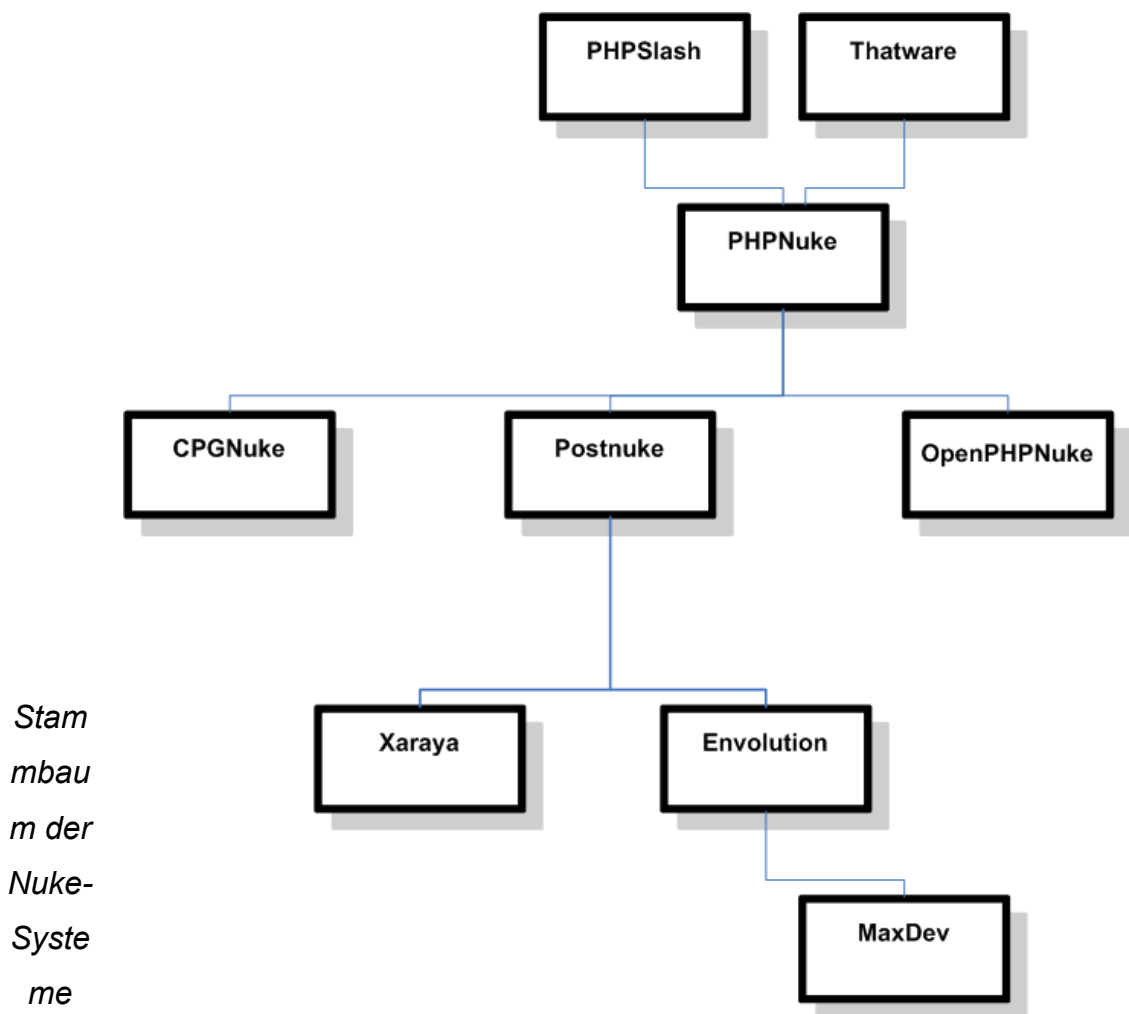 PHPSlash
Thatware
PHPNuke
CPGNuke
Postnuke
OpenPHPNuke
Xaraya
Envolution
MaxDev
Stam
mbau
m der
Nuke-
Syste
me